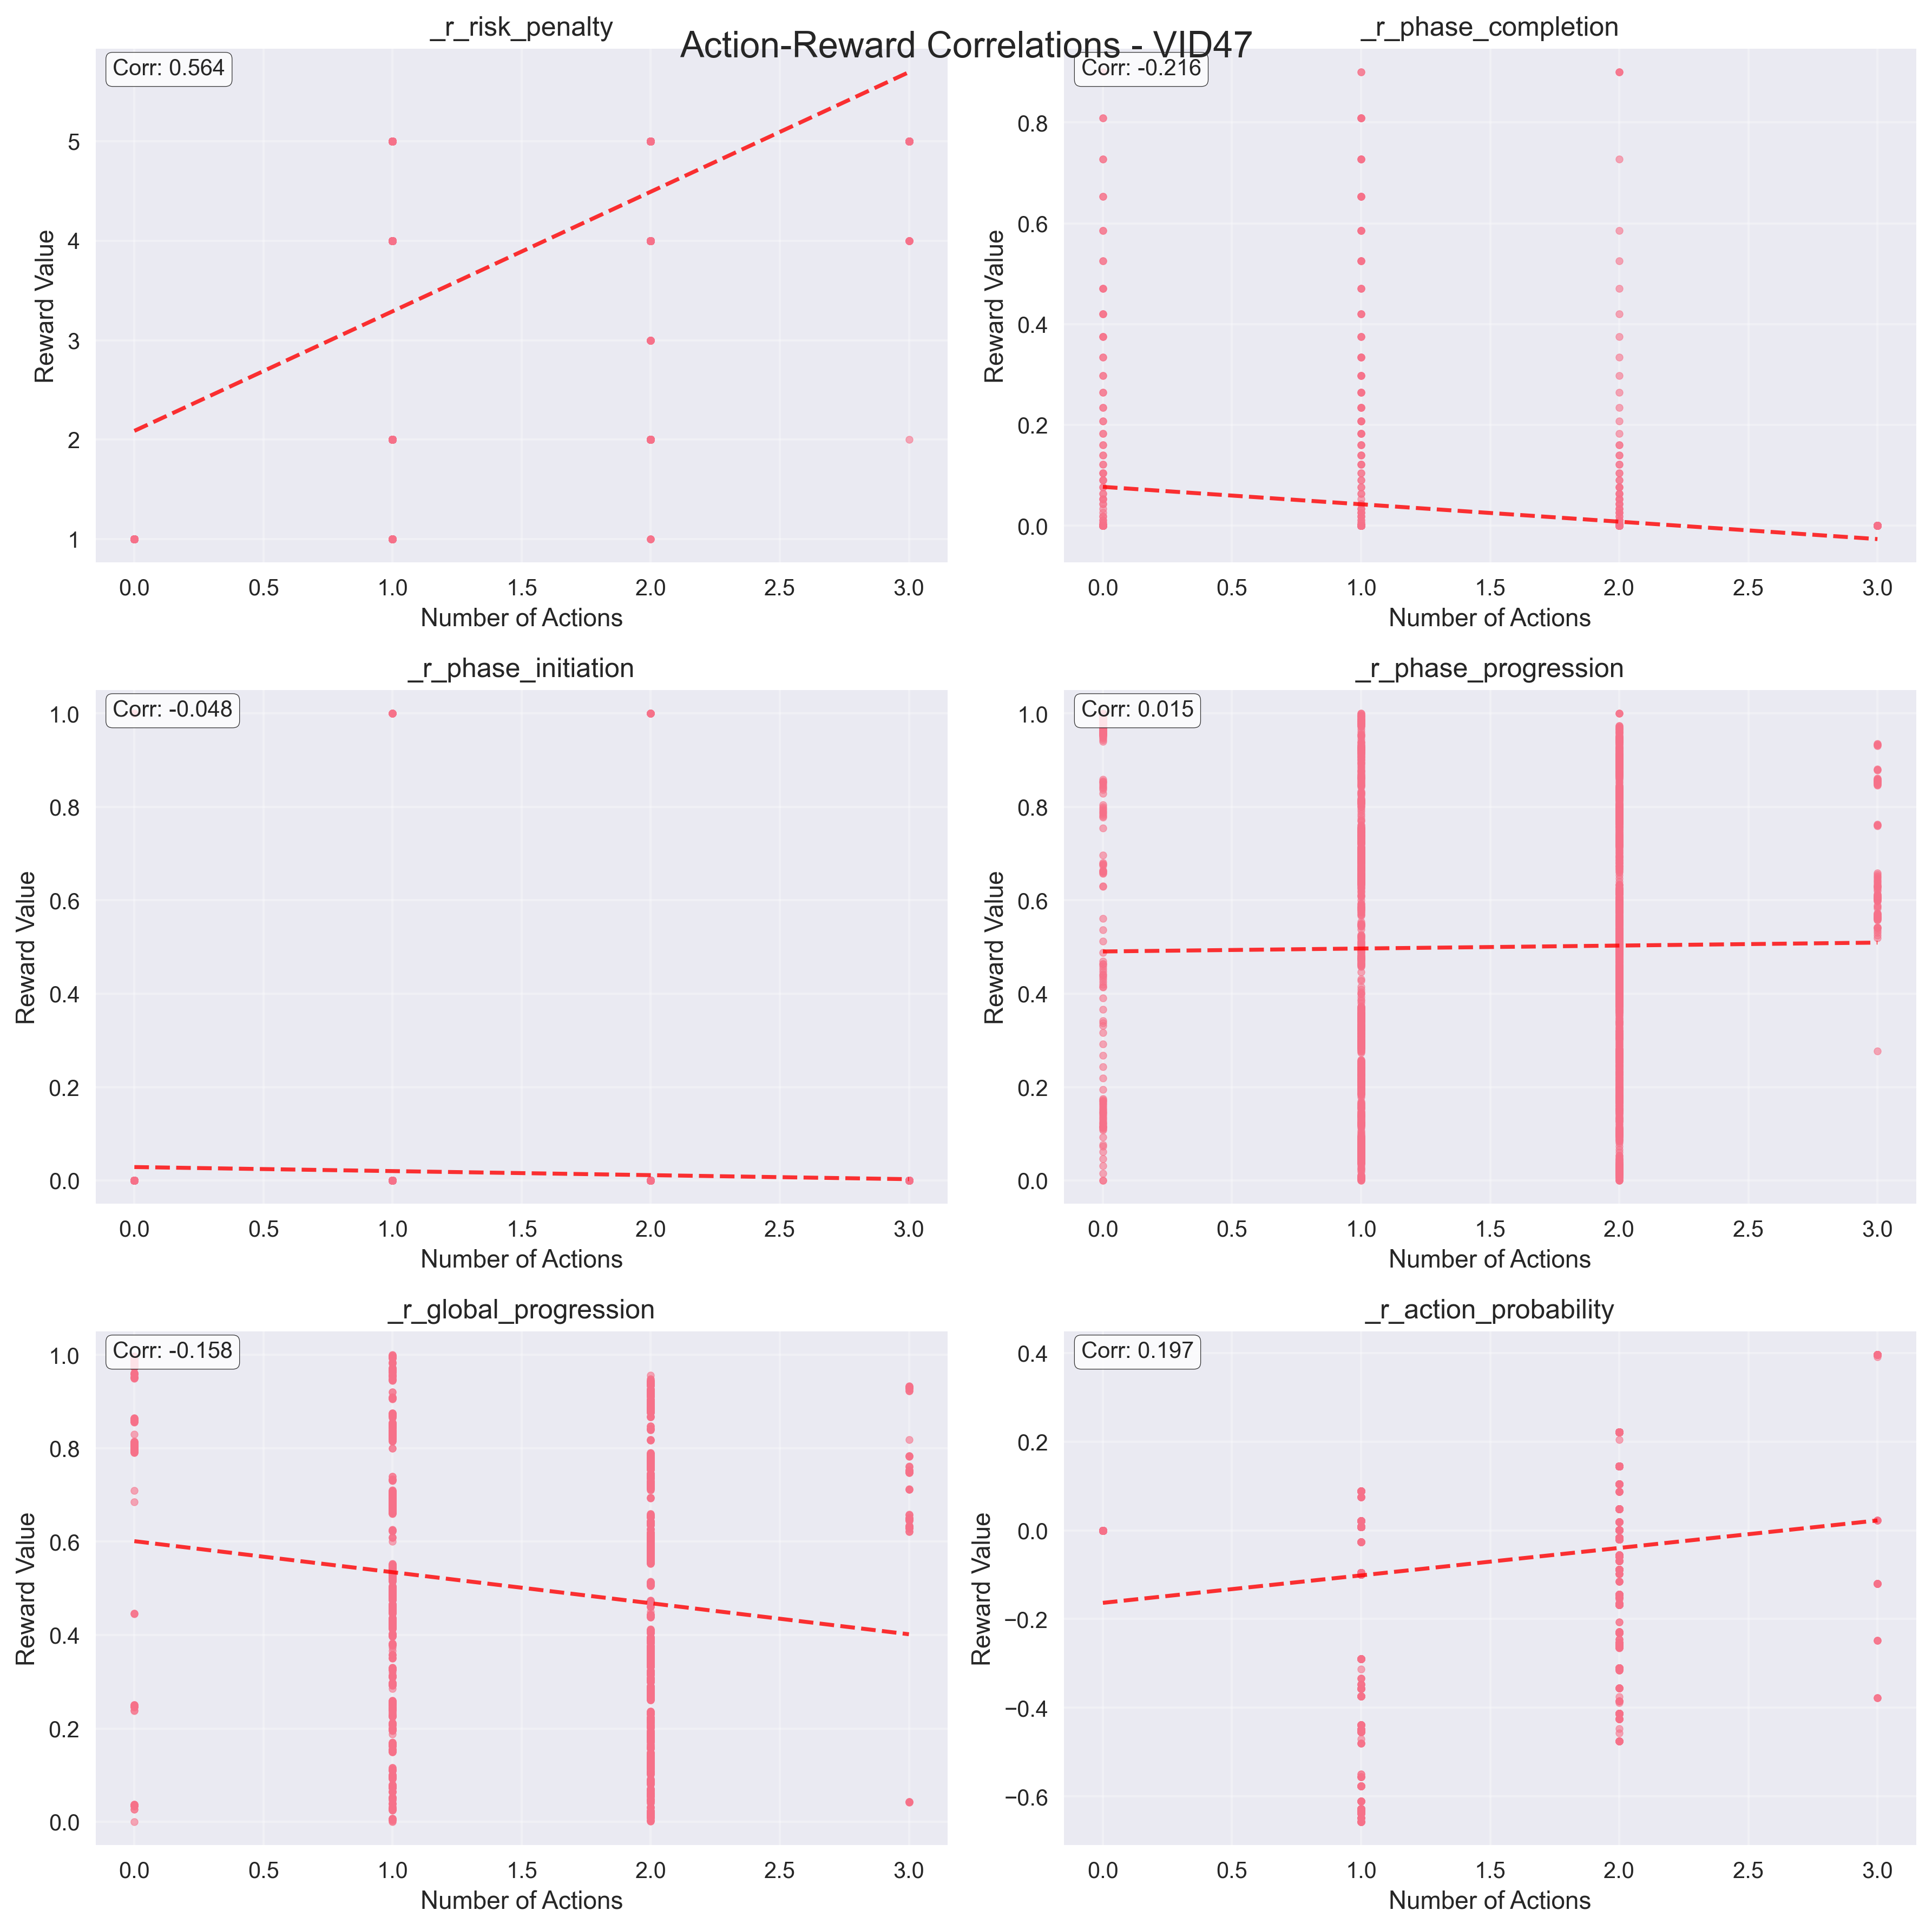 Action-Reward Correlations - VID47
_r_risk_penalty
Corr: 0.564
Reward Value
5
4
3
2
1
0.0 0.5 1.0 1.5 2.0 2.5 3.0
Number of Actions
_r_phase_completion
Corr: -0.216
Reward Value
0.8
0.6
0.4
0.2
0.0
0.0 0.5 1.0 1.5 2.0 2.5 3.0
Number of Actions
_r_phase_initiation
Corr: -0.048
Reward Value
1.0
0.8
0.6
0.4
0.2
0.0
0.0 0.5 1.0 1.5 2.0 2.5 3.0
Number of Actions
_r_phase_progression
Corr: 0.015
Reward Value
1.0
0.8
0.6
0.4
0.2
0.0
0.0 0.5 1.0 1.5 2.0 2.5 3.0
Number of Actions
_r_global_progression
Corr: -0.158
Reward Value
1.0
0.8
0.6
0.4
0.2
0.0
0.0 0.5 1.0 1.5 2.0 2.5 3.0
Number of Actions
_r_action_probability
Corr: 0.197
Reward Value
0.4
0.2
0.0
−0.2
−0.4
−0.6
0.0 0.5 1.0 1.5 2.0 2.5 3.0
Number of Actions